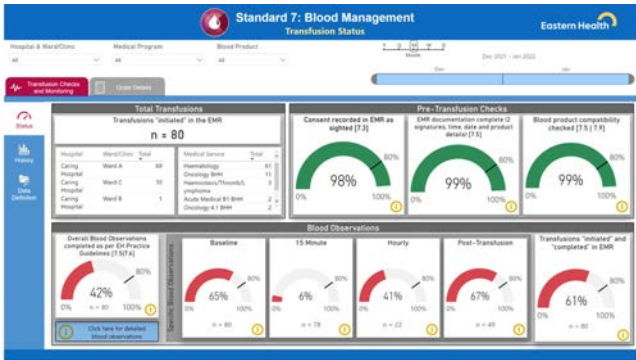 Standard 7: Blood Management
Transfusion Status
Eastern Health
Hospital & Ward/Clinic
Medical Program
Blood Product
All
All
All
Y Q M W D
Month
Dec 2021 - Jan 2022
Dec
Jan
Transfusion Checks and Monitoring
Order Details
Status
History
Data Definition
Total Transfusions
Transfusions "initiated" in the EMR
n = 80
Hospital Ward/Clinic Total
Caring Hospital Ward A 69
Caring Hospital Ward C 10
Caring Hospital Ward B 1
Medical Service Total
Haematology 61
Oncology BHH 11
Haemostasis/Thromb/Lymphoma 3
Acute Medical B1 BHH 2
Oncology 4.1 BHH 2
Pre-Transfusion Checks
Consent recorded in EMR as sighted [7.3]
98%
0% 80% 100%
EMR documentation complete (2 signatures, time, date and product details) [7.5]
99%
0% 80% 100%
Blood product compatibility checked [7.5 | 7.9]
99%
0% 80% 100%
Blood Observations
Overall Blood Observations completed as per EH Practice Guidelines [7.5|7.6]
42%
0% 80% 100%
n = 80
Click here for detailed blood observations
Specific Blood Observations
Baseline
65%
0% 80% 100%
n = 80
15 Minute
6%
0% 80% 100%
n = 78
Hourly
41%
0% 80% 100%
n = 22
Post-Transfusion
67%
0% 80% 100%
n = 49
Transfusions "initiated" and "completed" in EMR
61%
0% 80% 100%
n = 80